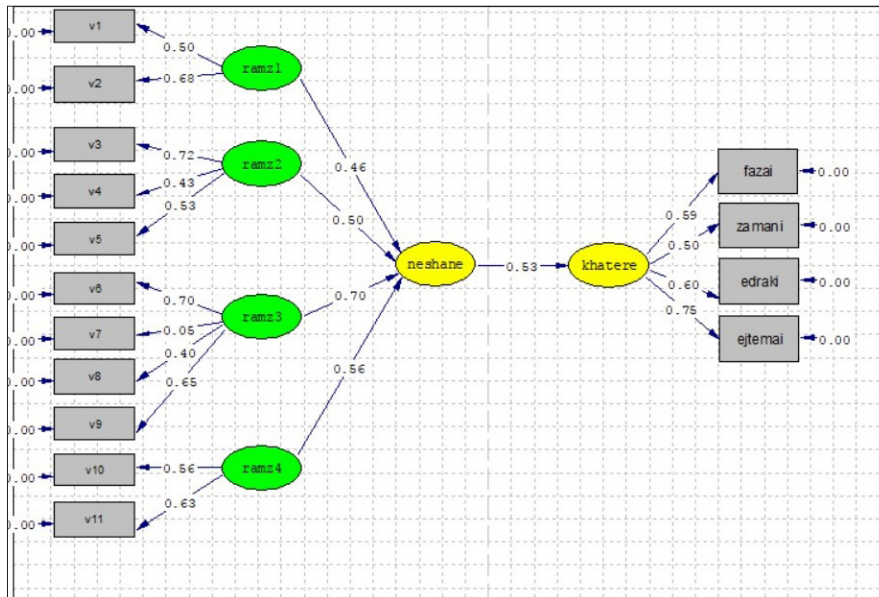 v1
0.00
0.50
ramz1
v2
0.68
0.00
v3
0.00
0.72
ramz2
0.46
fazai
0.00
v4
0.43
0.00
0.59
v5
0.53
0.50
zamani
0.00
0.00
0.50
neshane
0.53
khatere
v6
0.00
0.70
0.60
edraki
0.00
0.70
v7
0.05
ramz3
0.75
0.00
v8
0.40
ejtemai
0.00
0.00
0.65
0.56
v9
0.00
v10
0.56
ramz4
0.00
0.63
v11
0.00